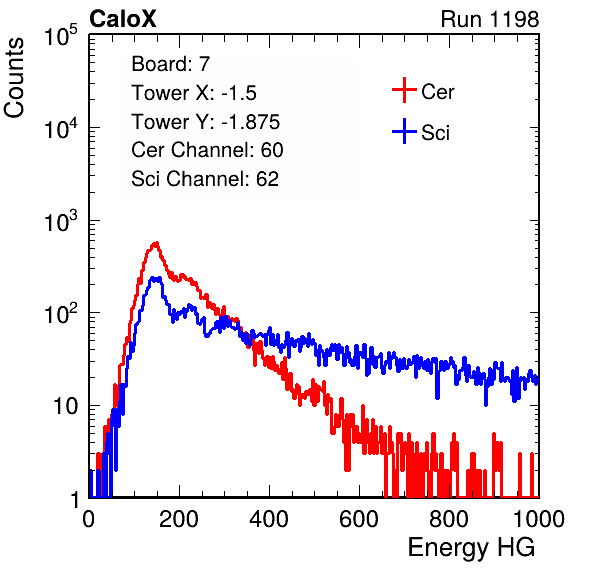 CaloX Run 1198
Counts
Board: 7
Tower X: -1.5
Tower Y: -1.875
Cer Channel: 60
Sci Channel: 62
Cer
Sci
10^5
10^4
10^3
10^2
10
1
0 200 400 600 800 1000
Energy HG